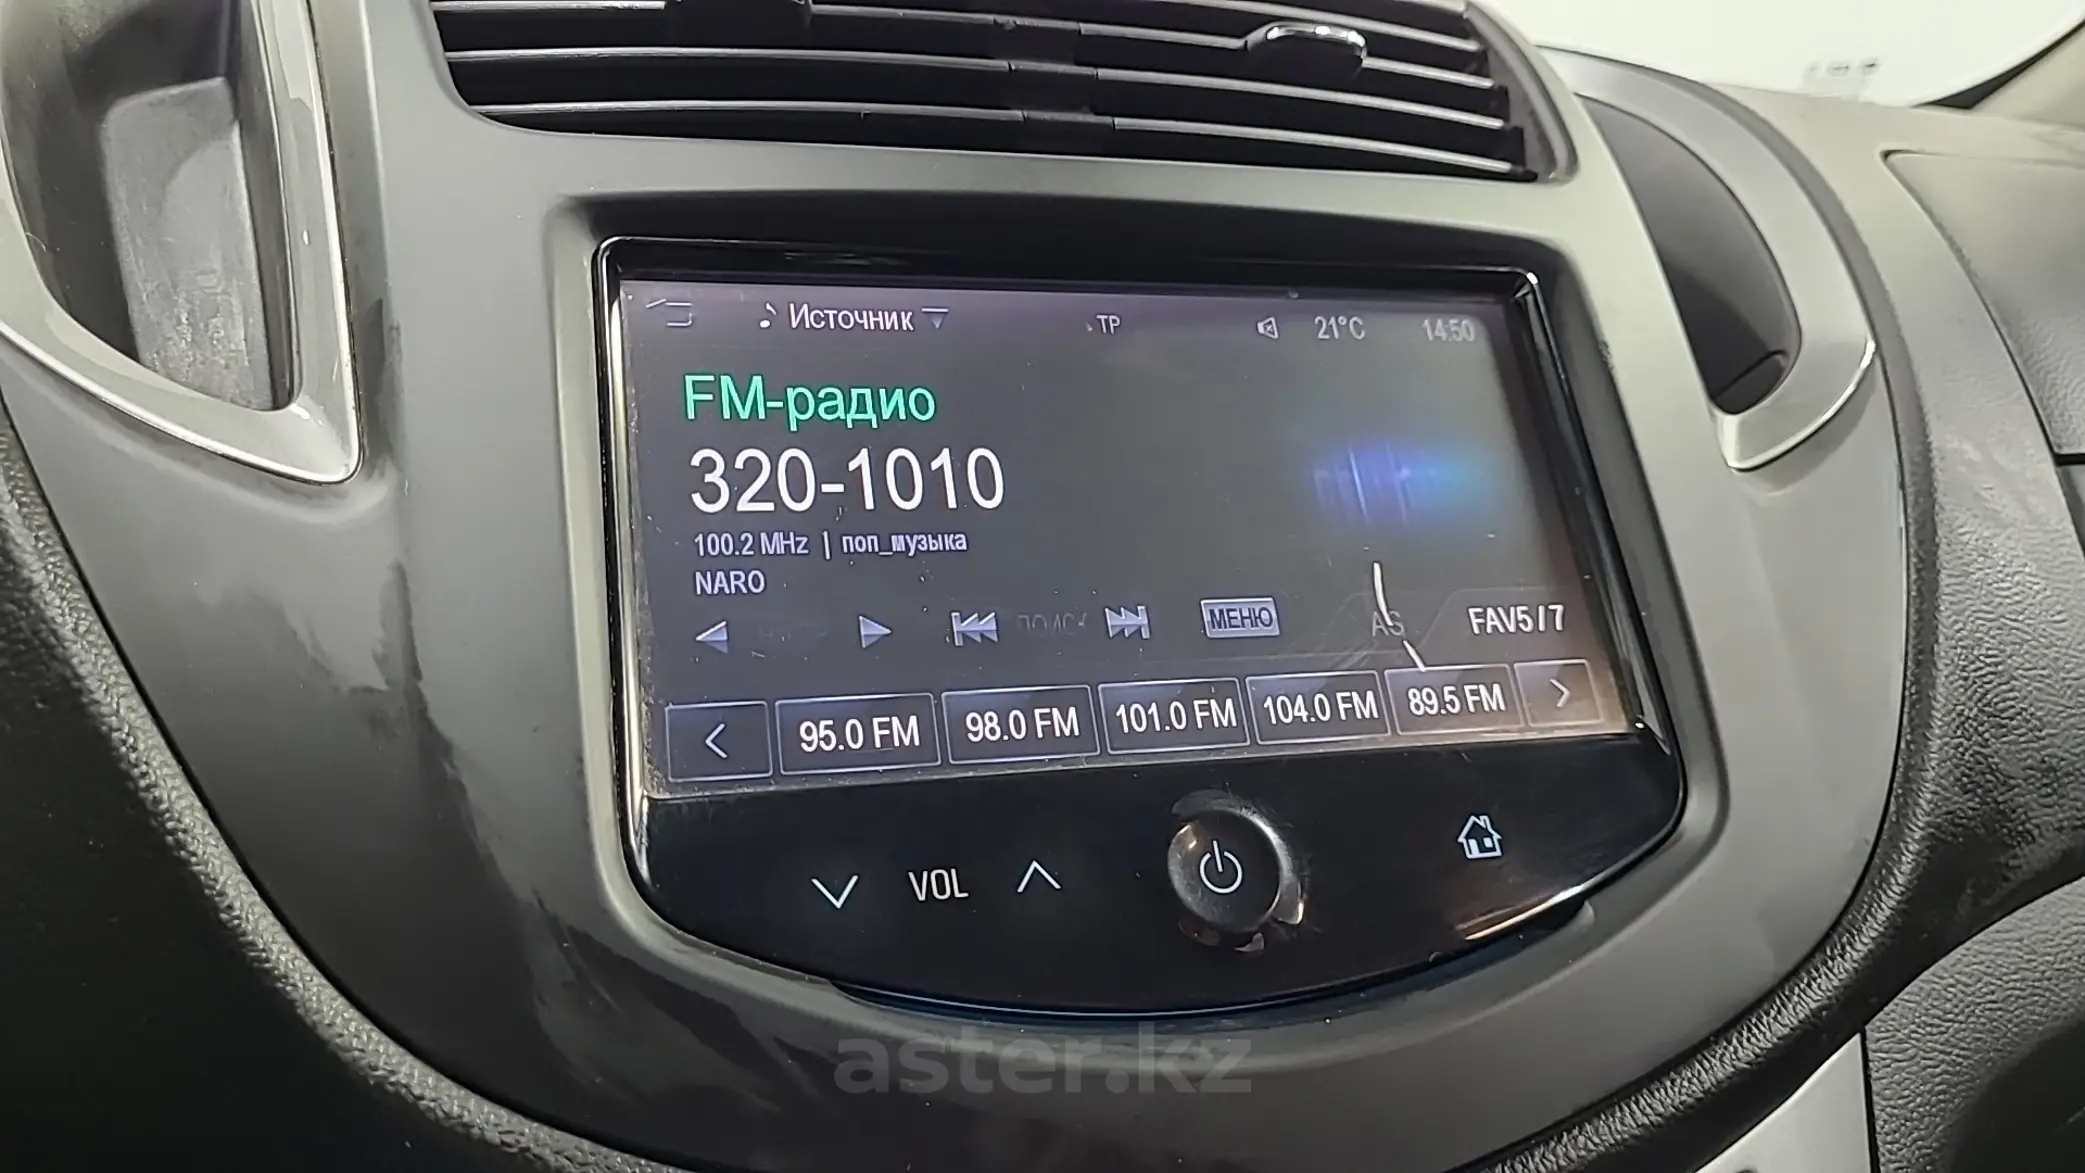 Источник TP 21°C 14:50
FM-радио
320-1010
100.2 MHz | поп_музыка
NARO
ПОИСК МЕНЮ AS FAV5/7
< 95.0 FM 98.0 FM 101.0 FM 104.0 FM 89.5 FM >
VOL
aster.kz